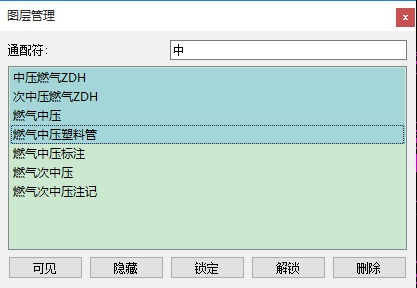 图层管理
x
通配符: 中
中压燃气ZDH
次中压燃气ZDH
燃气中压
燃气中压塑料管
燃气中压标注
燃气次中压
燃气次中压注记
可见 隐藏 锁定 解锁 删除